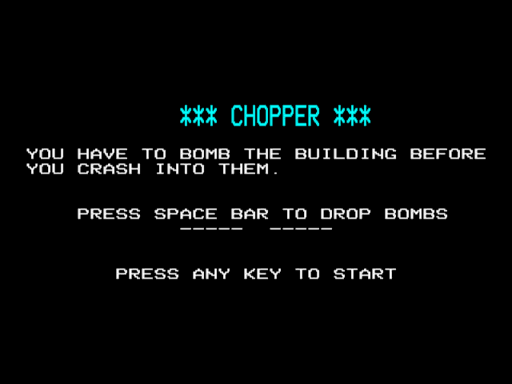 *** CHOPPER ***
YOU HAVE TO BOMB THE BUILDING BEFORE
YOU CRASH INTO THEM.
PRESS SPACE BAR TO DROP BOMBS
----- -----
PRESS ANY KEY TO START